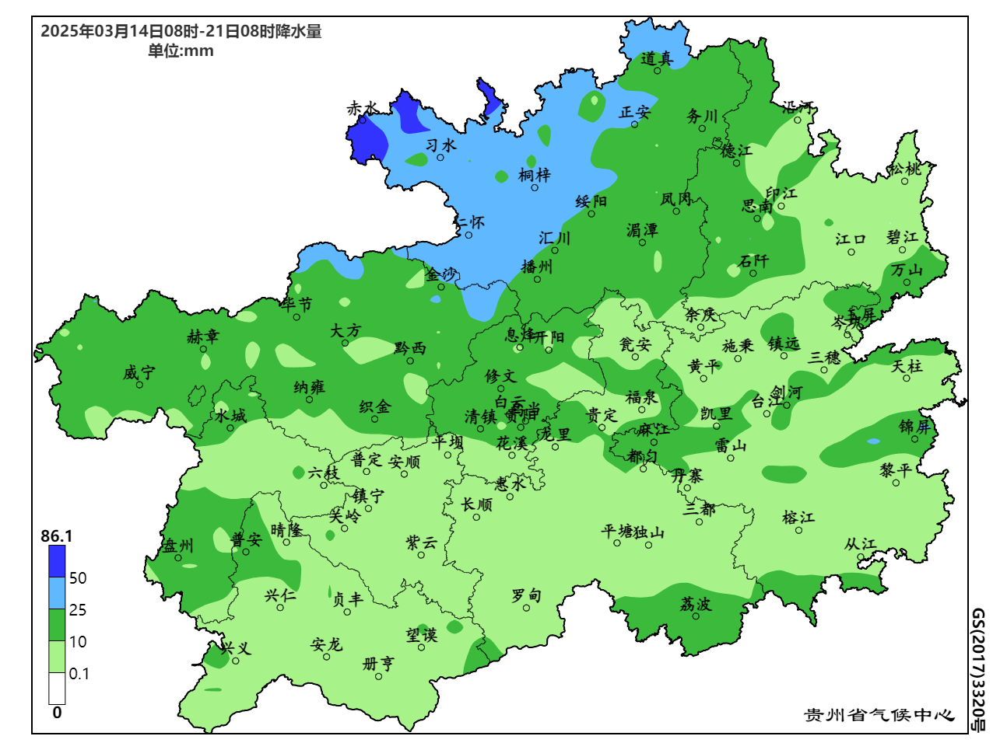 2025年03月14日08时-21日08时降水量
单位:mm
道真
赤水
正安
务川
沿河
习水
德江
松桃
桐梓
绥阳
凤冈
印江
思南
仁怀
湄潭
汇川
江口
碧江
播州
石阡
万山
金沙
毕节
余庆
玉屏
岑巩
大方
赫章
息烽
开阳
瓮安
施秉
镇远
黔西
黄平
三穗
天柱
威宁
修文
纳雍
剑河
福泉
台江
白云
织金
乌当
水城
清镇
贵阳
贵定
凯里
锦屏
麻江
龙里
平坝
花溪
雷山
普定
安顺
都匀
六枝
黎平
丹寨
惠水
镇宁
长顺
关岭
三都
榕江
晴隆
平塘
独山
普安
盘州
紫云
从江
兴仁
贞丰
罗甸
荔波
望谟
兴义
安龙
册亨
86.1
50
25
10
0.1
0
GS(2017)3320号
贵州省气候中心